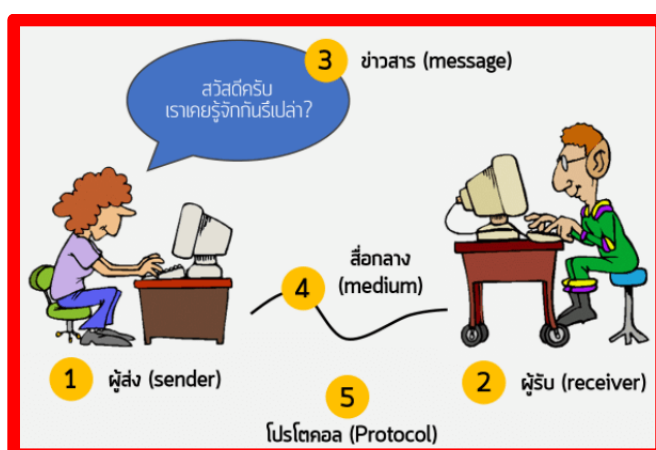 3 ข่าวสาร (message)
สวัสดีครับ
เราเคยรู้จักกันรึเปล่า?
สื่อกลาง
4 (medium)
1 ผู้ส่ง (sender)
2 ผู้รับ (receiver)
5
โปรโตคอล (Protocol)